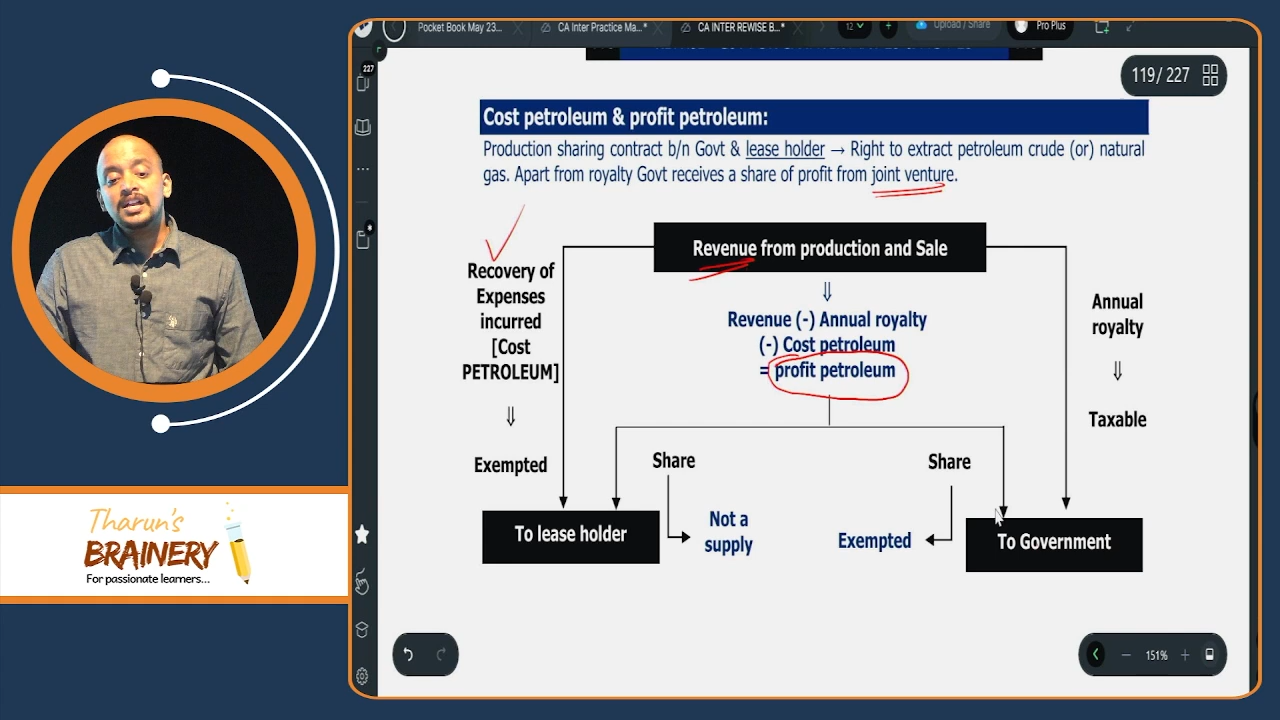 Pocket Book May 23...
CA Inter Practice Ma...*
CA INTER REWISE B...*
12
Upload / Share
Pro Plus
227
119/ 227
Cost petroleum & profit petroleum:
Production sharing contract b/n Govt & lease holder → Right to extract petroleum crude (or) natural
gas. Apart from royalty Govt receives a share of profit from joint venture.
Revenue from production and Sale
Recovery of
Expenses
incurred
[Cost
PETROLEUM]
⇓
Exempted
⇓
Revenue (-) Annual royalty
(-) Cost petroleum
= profit petroleum
Annual
royalty
⇓
Taxable
Share
Share
To lease holder
Not a
supply
Exempted
To Government
Tharun's
BRAINERY
For passionate learners...
151%